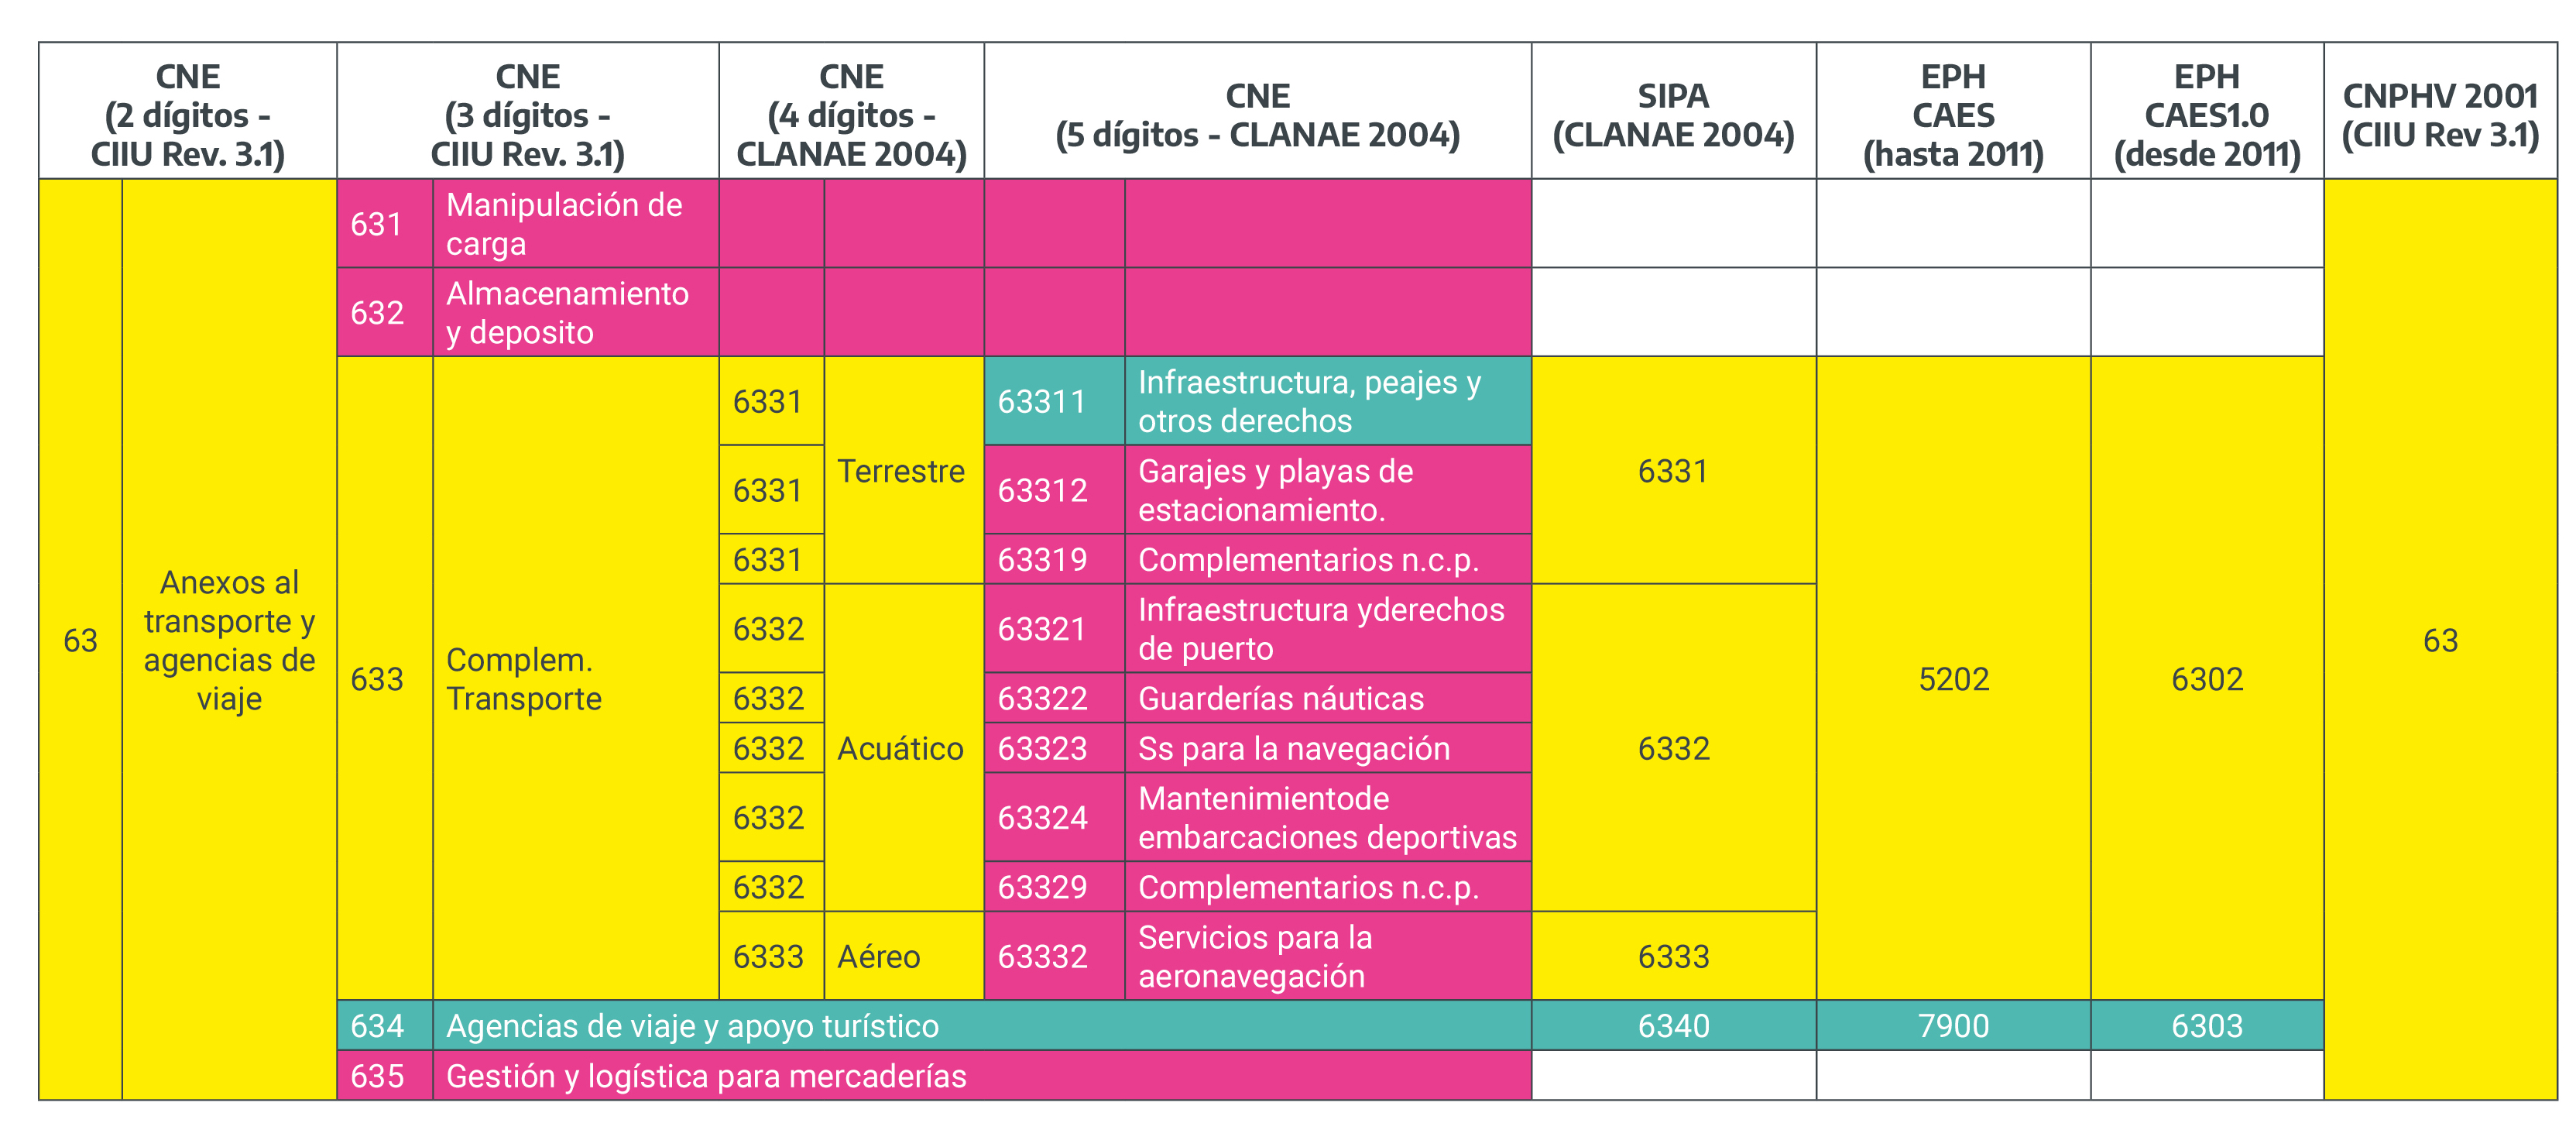 CNE
(2 dígitos -
CIIU Rev. 3.1)
CNE
(3 dígitos -
CIIU Rev. 3.1)
CNE
(4 dígitos -
CLANAE 2004)
CNE
(5 dígitos - CLANAE 2004)
SIPA
(CLANAE 2004)
EPH
CAES
(hasta 2011)
EPH
CAES1.0
(desde 2011)
CNPHV 2001
(CIIU Rev 3.1)
63
Anexos al
transporte y
agencias de
viaje
631
Manipulación de
carga
632
Almacenamiento
y deposito
633
Complem.
Transporte
6331
Terrestre
63311
Infraestructura, peajes y
otros derechos
6331
63312
Garajes y playas de
estacionamiento.
6331
63319
Complementarios n.c.p.
6331
6332
Acuático
63321
Infraestructura yderechos
de puerto
6332
63322
Guarderías náuticas
6332
63323
Ss para la navegación
6332
63324
Mantenimientode
embarcaciones deportivas
6332
63329
Complementarios n.c.p.
6332
6333
Aéreo
63332
Servicios para la
aeronavegación
6333
5202
6302
63
634
Agencias de viaje y apoyo turístico
6340
7900
6303
635
Gestión y logística para mercaderías